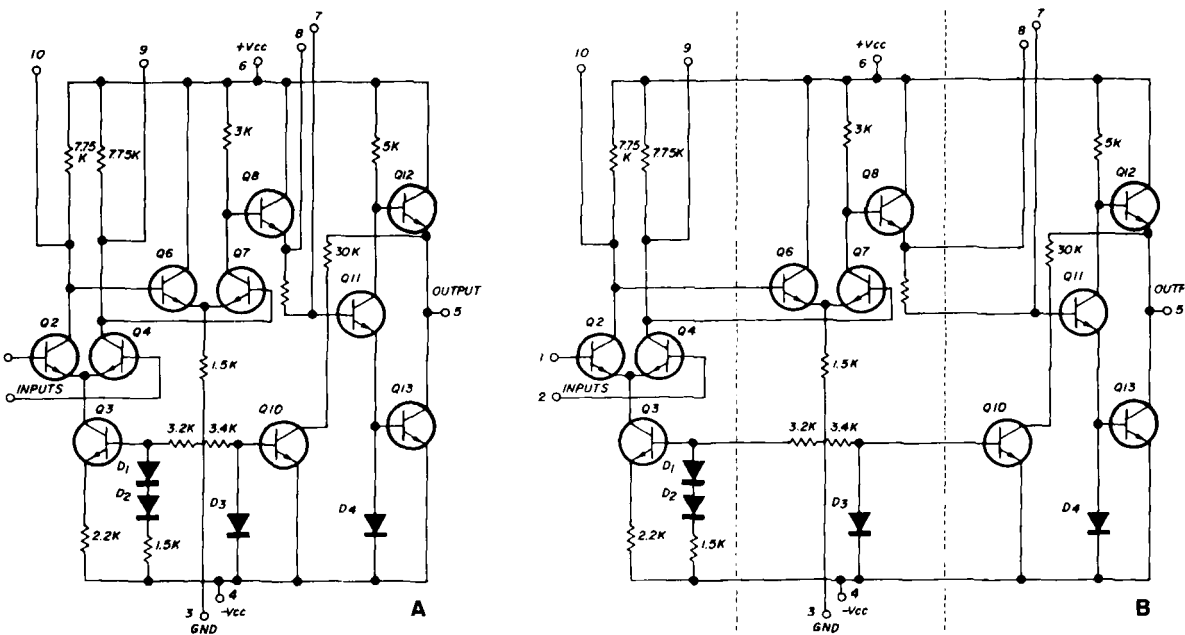 7
10
9
8
+Vcc
6
7.75
K
7.75K
3K
5K
Q8
Q12
30K
Q6
Q7
Q11
OUTPUT
5
Q2
Q4
1.5K
INPUTS
Q3
Q10
Q13
3.2K
3.4K
D1
D2
D3
D4
2.2K
1.5K
4
-Vcc
3
GND
A
7
10
9
8
+Vcc
6
7.75
K
7.75K
3K
5K
Q8
Q12
30K
Q6
Q7
Q11
OUTP
5
Q2
Q4
1
1.5K
INPUTS
2
Q3
Q10
Q13
3.2K
3.4K
D1
D2
D3
D4
2.2K
1.5K
4
-Vcc
3
GND
B